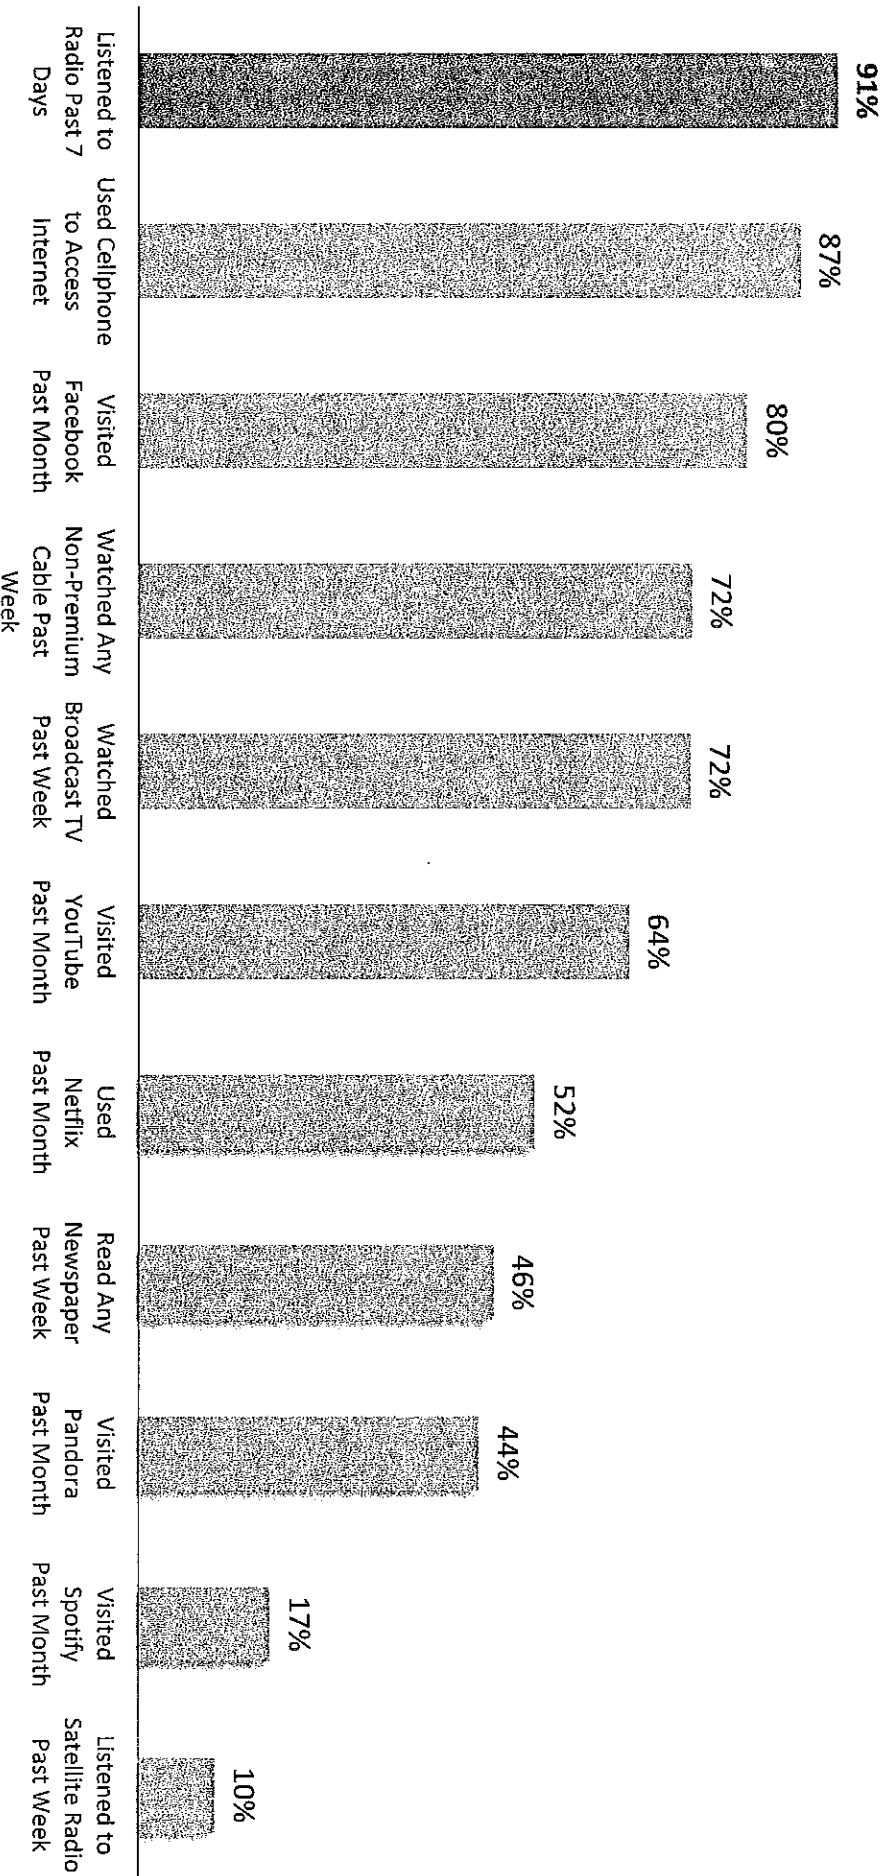 91%
87%
80%
72%
72%
64%
52%
46%
44%
17%
10%
Listened to
Radio Past 7
Days
Used Cellphone
to Access
Internet
Visited
Facebook
Past Month
Watched Any
Non-Premium
Cable Past
Week
Watched
Broadcast TV
Past Week
Visited
YouTube
Past Month
Used
Netflix
Past Month
Read Any
Newspaper
Past Week
Visited
Pandora
Past Month
Visited
Spotify
Past Month
Listened to
Satellite Radio
Past Week